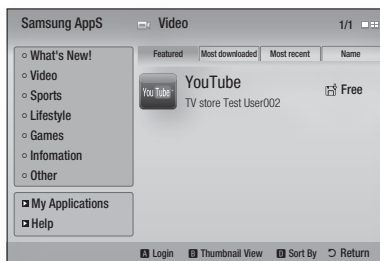 Samsung AppS
Video
1/1
What's New!
Video
Sports
Lifestyle
Games
Infomation
Other
My Applications
Help
Featured Most downloaded Most recent Name
You Tube
YouTube
TV store Test User002
Free
A Login B Thumbnail View D Sort By Return